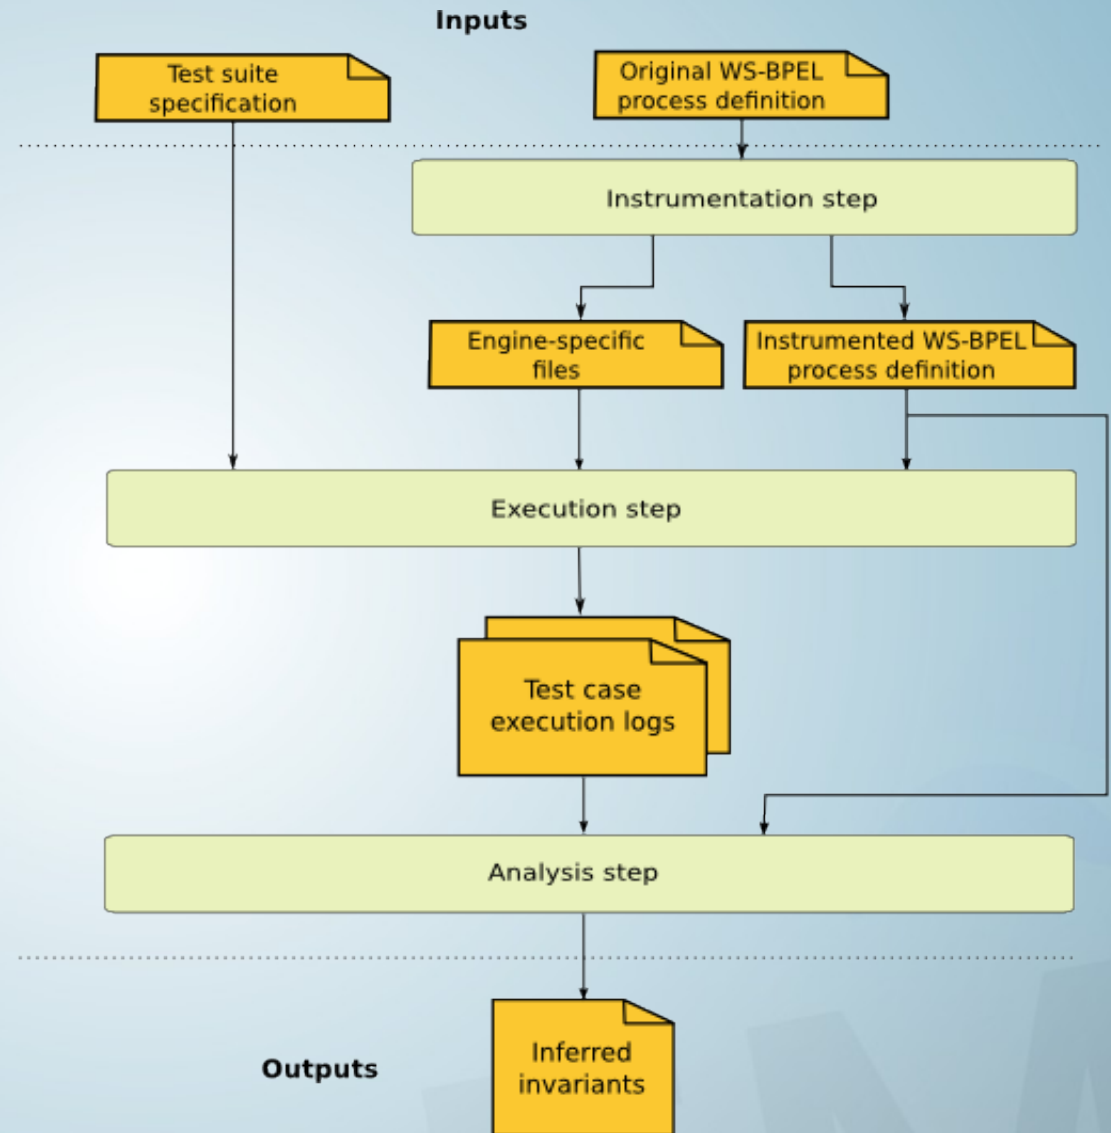 Inputs
Test suite
specification
Original WS-BPEL
process definition
Instrumentation step
Engine-specific
files
Instrumented WS-BPEL
process definition
Execution step
Test case
execution logs
Analysis step
Outputs
Inferred
invariants